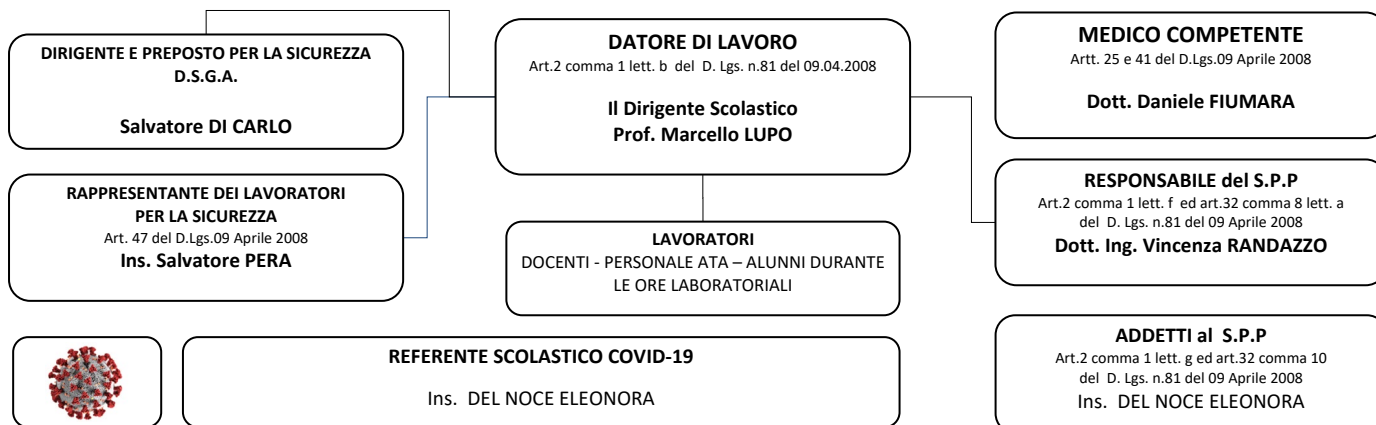 DIRIGENTE E PREPOSTO PER LA SICUREZZA
D.S.G.A.
Salvatore DI CARLO
DATORE DI LAVORO
Art.2 comma 1 lett. b del D. Lgs. n.81 del 09.04.2008
Il Dirigente Scolastico
Prof. Marcello LUPO
MEDICO COMPETENTE
Artt. 25 e 41 del D.Lgs.09 Aprile 2008
Dott. Daniele FIUMARA
RAPPRESENTANTE DEI LAVORATORI
PER LA SICUREZZA
Art. 47 del D.Lgs.09 Aprile 2008
Ins. Salvatore PERA
LAVORATORI
DOCENTI - PERSONALE ATA – ALUNNI DURANTE
LE ORE LABORATORIALI
RESPONSABILE del S.P.P
Art.2 comma 1 lett. f ed art.32 comma 8 lett. a
del D. Lgs. n.81 del 09 Aprile 2008
Dott. Ing. Vincenza RANDAZZO
REFERENTE SCOLASTICO COVID-19
Ins. DEL NOCE ELEONORA
ADDETTI al S.P.P
Art.2 comma 1 lett. g ed art.32 comma 10
del D. Lgs. n.81 del 09 Aprile 2008
Ins. DEL NOCE ELEONORA